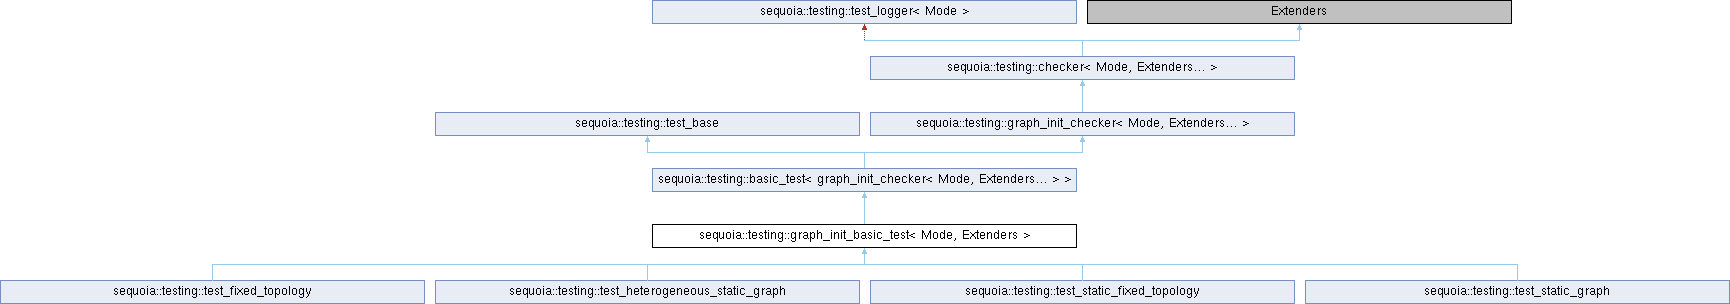 sequoia::testing::test_logger< Mode >
Extenders
sequoia::testing::checker< Mode, Extenders... >
sequoia::testing::test_base
sequoia::testing::graph_init_checker< Mode, Extenders... >
sequoia::testing::basic_test< graph_init_checker< Mode, Extenders... > >
sequoia::testing::graph_init_basic_test< Mode, Extenders >
sequoia::testing::test_fixed_topology
sequoia::testing::test_heterogeneous_static_graph
sequoia::testing::test_static_fixed_topology
sequoia::testing::test_static_graph